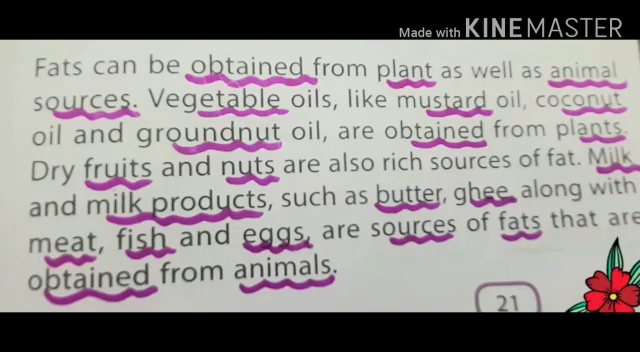 Made with KINEMASTER
Fats can be obtained from plant as well as animal
sources. Vegetable oils, like mustard oil, coconut
oil and groundnut oil, are obtained from plants.
Dry fruits and nuts are also rich sources of fat. Milk
and milk products, such as butter, ghee, along with
meat, fish and eggs, are sources of fats that are
obtained from animals.
21